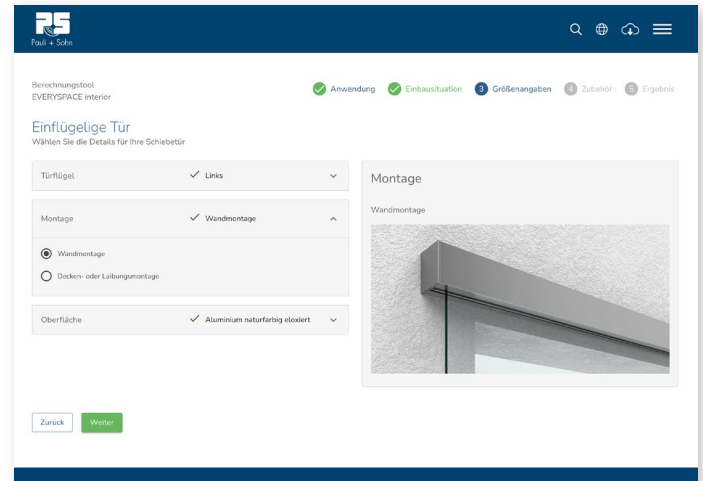 PS
Pauli + Sohn
Berechnungstool
EVERYSPACE interior
Anwendung
Einbausituation
3 Größenangaben
4 Zubehör
5 Ergebnis
Einflügelige Tür
Wählen Sie die Details für Ihre Schiebetür
Türflügel Links
Montage Wandmontage
Wandmontage
Decken- oder Laibungsmontage
Oberfläche Aluminium naturfarbig eloxiert
Montage
Wandmontage
Zurück
Weiter